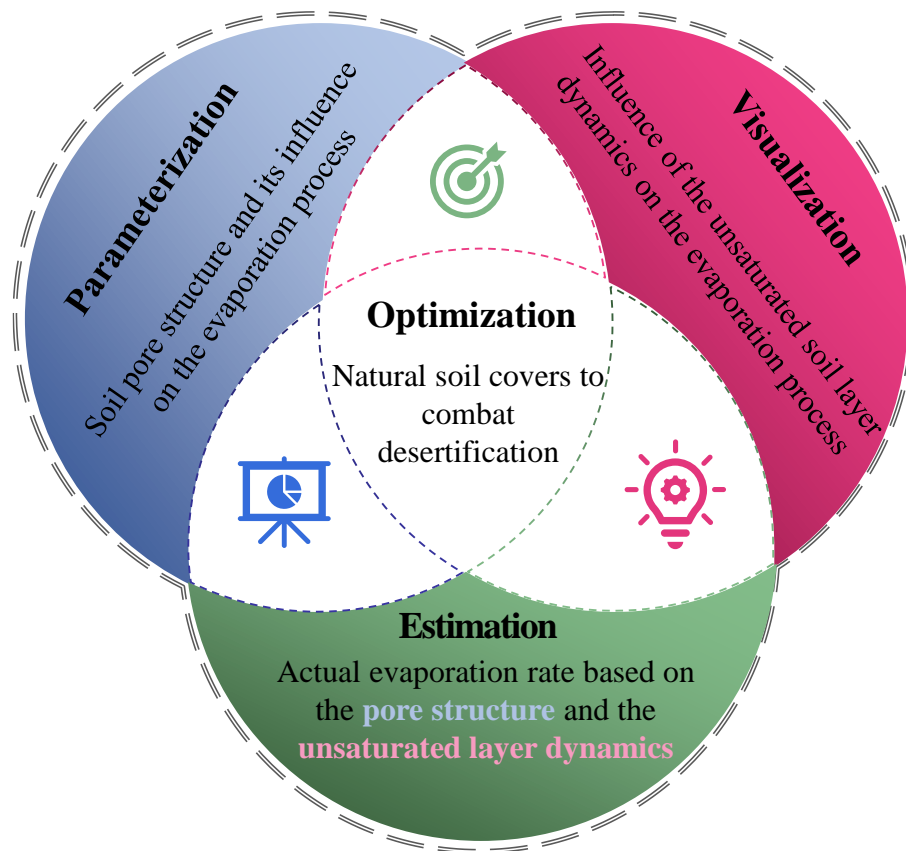 Parameterization
Soil pore structure and its influence
on the evaporation process
Visualization
Influence of the unsaturated soil layer
dynamics on the evaporation process
Optimization
Natural soil covers to
combat
desertification
Estimation
Actual evaporation rate based on
the pore structure and the
unsaturated layer dynamics